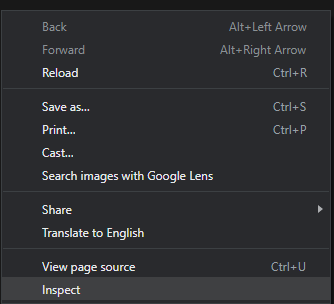 Back Alt+Left Arrow
Forward Alt+Right Arrow
Reload Ctrl+R
Save as... Ctrl+S
Print... Ctrl+P
Cast...
Search images with Google Lens
Share
Translate to English
View page source Ctrl+U
Inspect